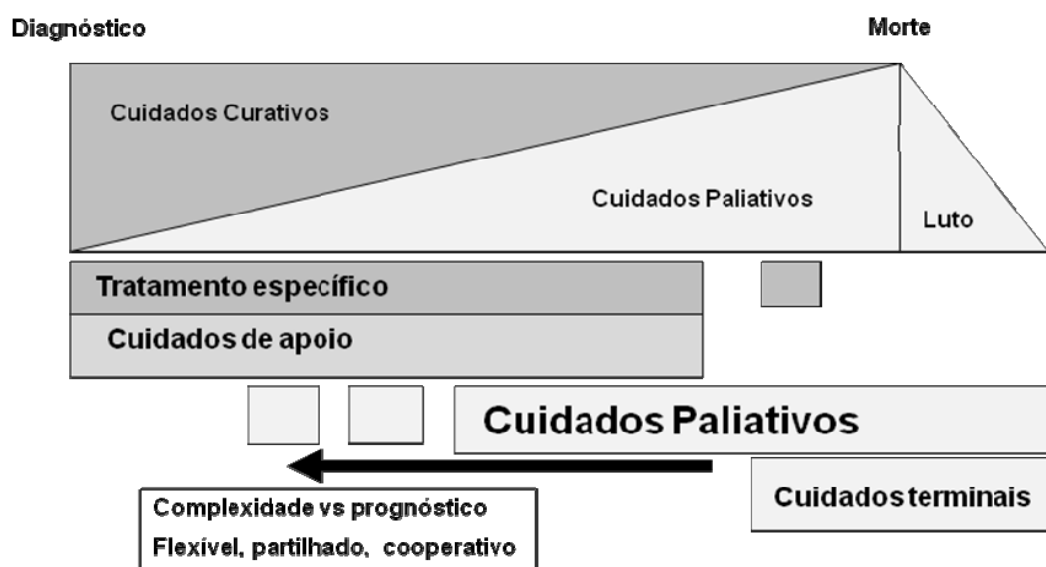 Diagnóstico
Morte
Cuidados Curativos
Cuidados Paliativos
Luto
Tratamento específico
Cuidados de apoio
Cuidados Paliativos
Cuidados terminais
Complexidade vs prognóstico
Flexível, partilhado, cooperativo